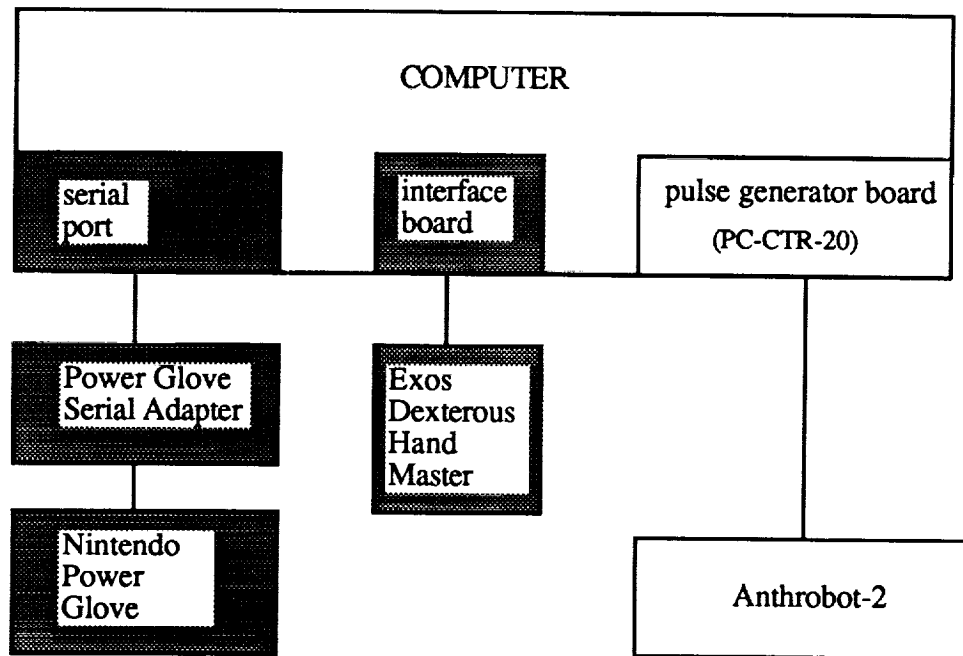 COMPUTER
serial
port
interface
board
pulse generator board
(PC-CTR-20)
Power Glove
Serial Adapter
Exos
Dexterous
Hand
Master
Nintendo
Power
Glove
Anthrobot-2